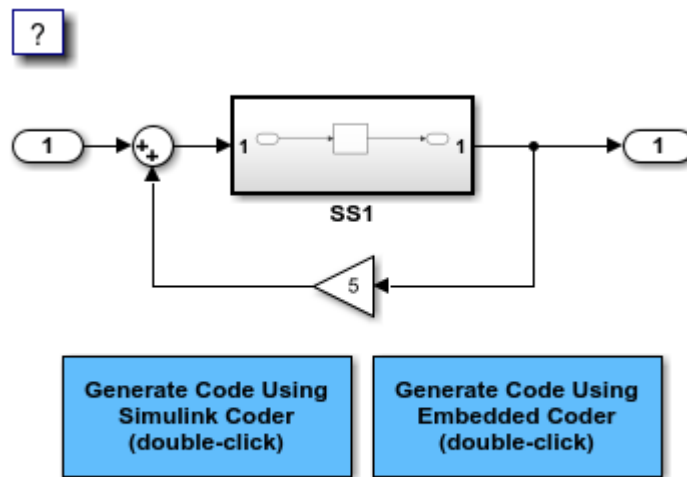 ?
1
++
1
1
1
SS1
5
Generate Code Using
Simulink Coder
(double-click)
Generate Code Using
Embedded Coder
(double-click)